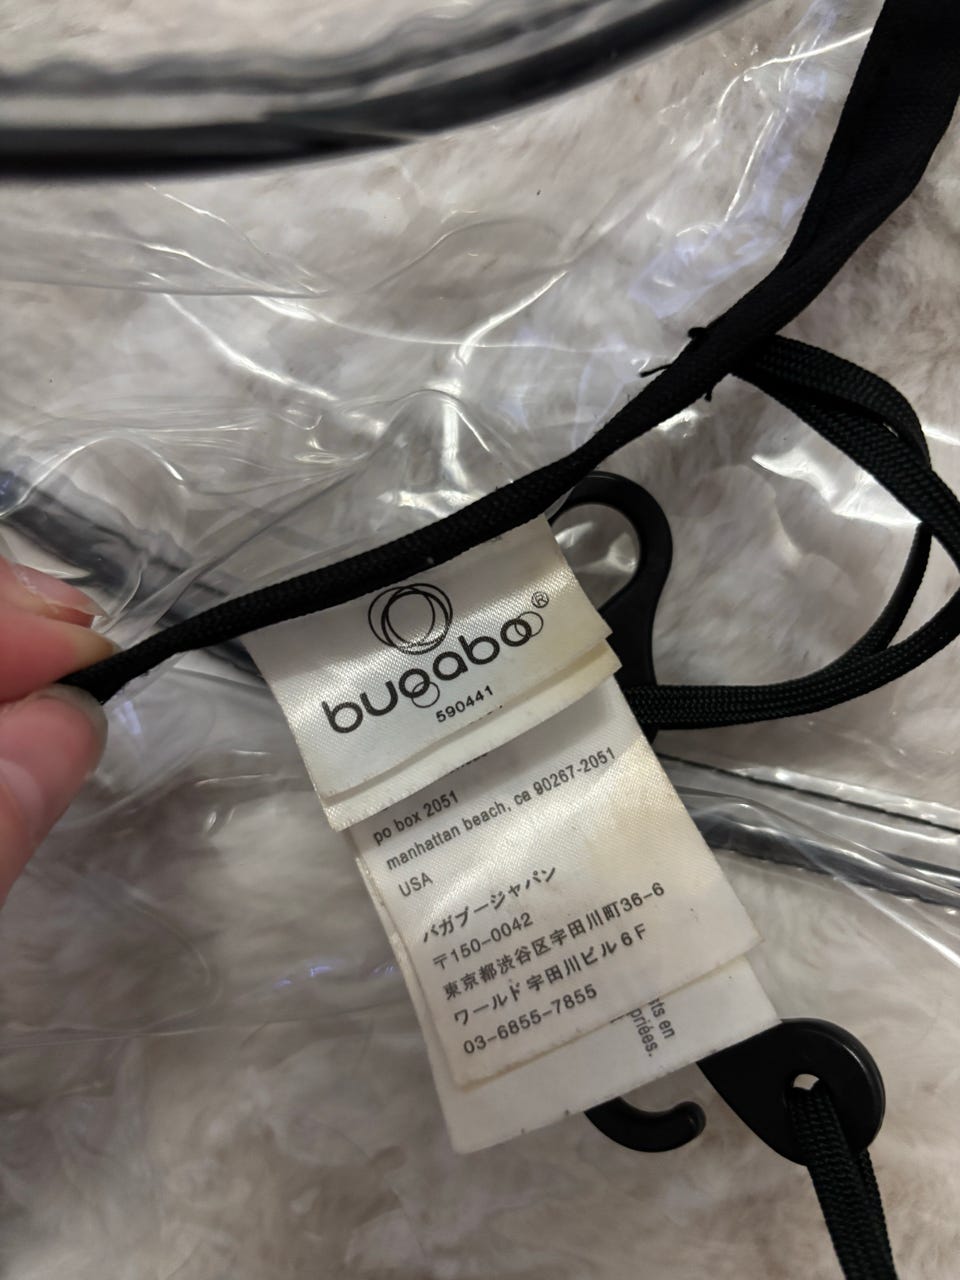 bugaboo®
590441
po box 2051
manhattan beach, ca 90267-2051
USA
バガブージャパン
〒150-0042
東京都渋谷区宇田川町36-6
ワールド宇田川ビル6F
03-6855-7855
en
priées.